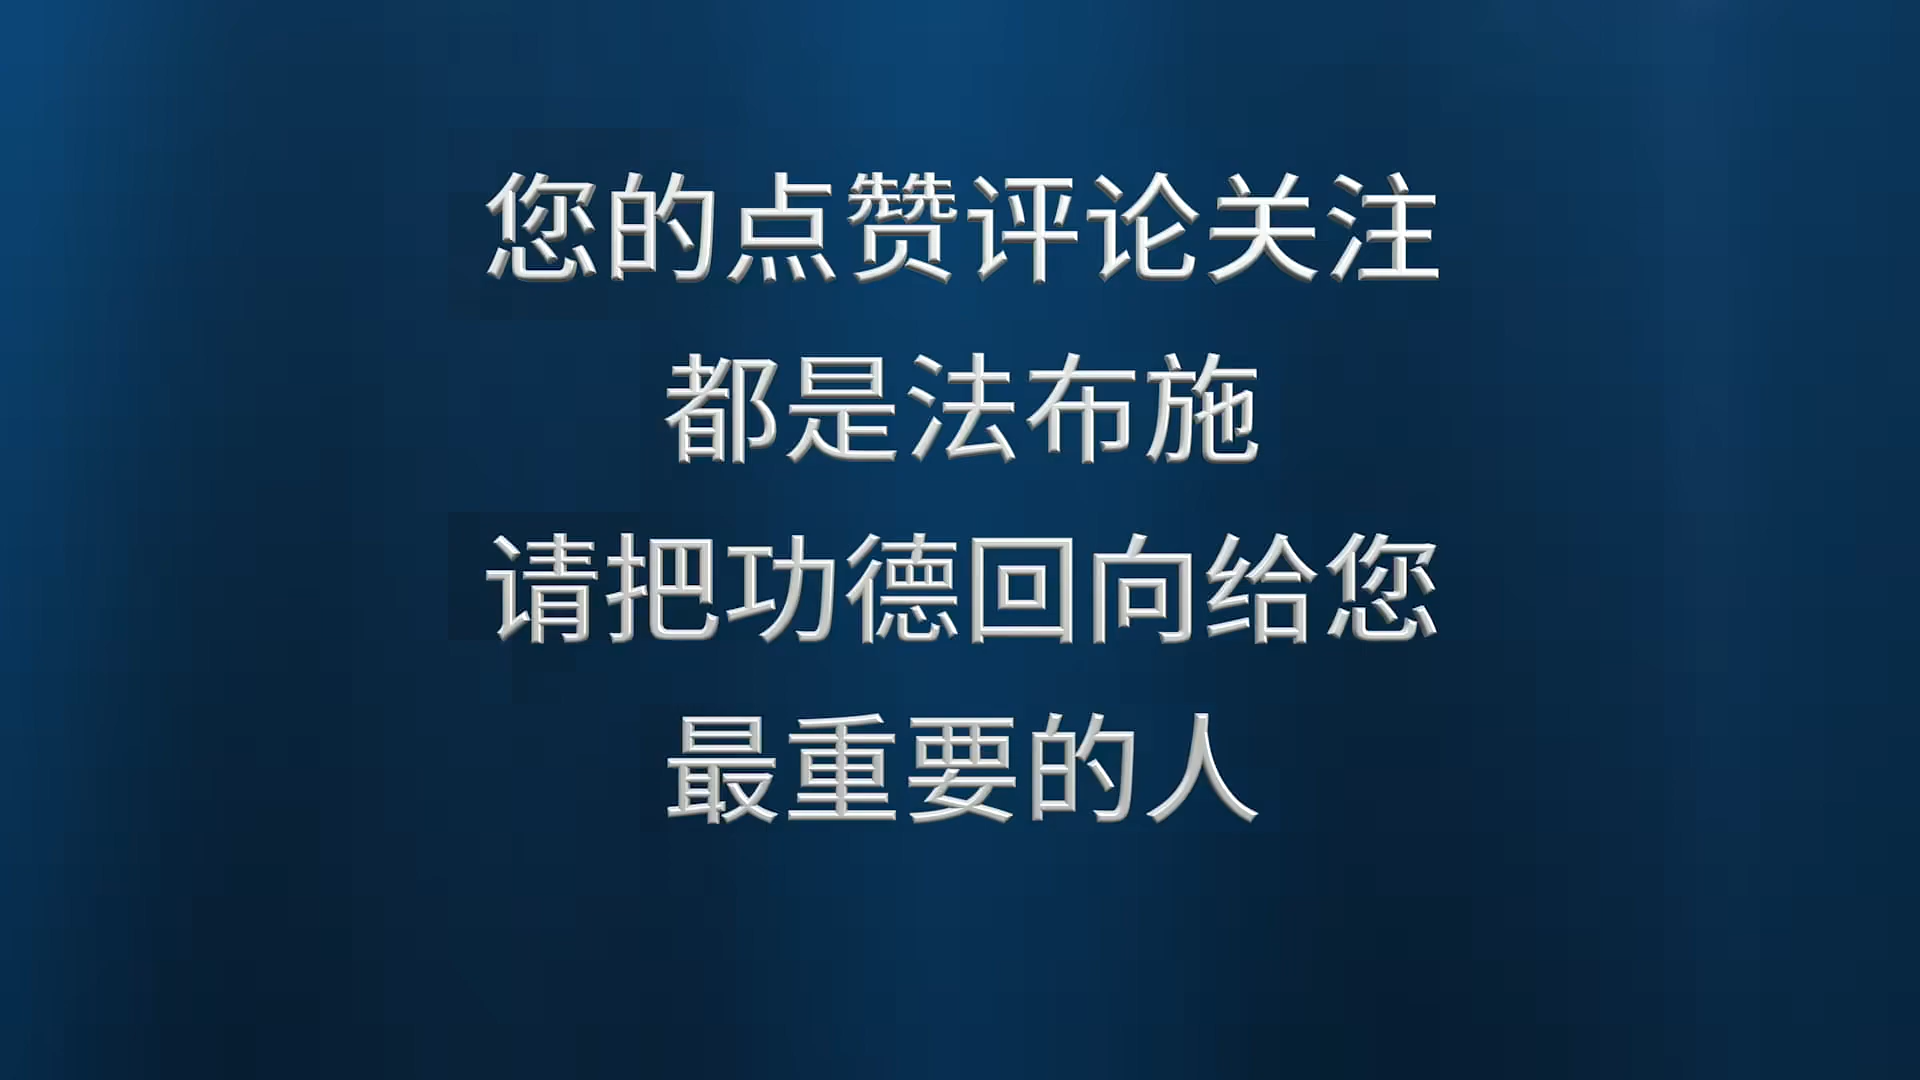 您的点赞评论关注
都是法布施
请把功德回向给您
最重要的人